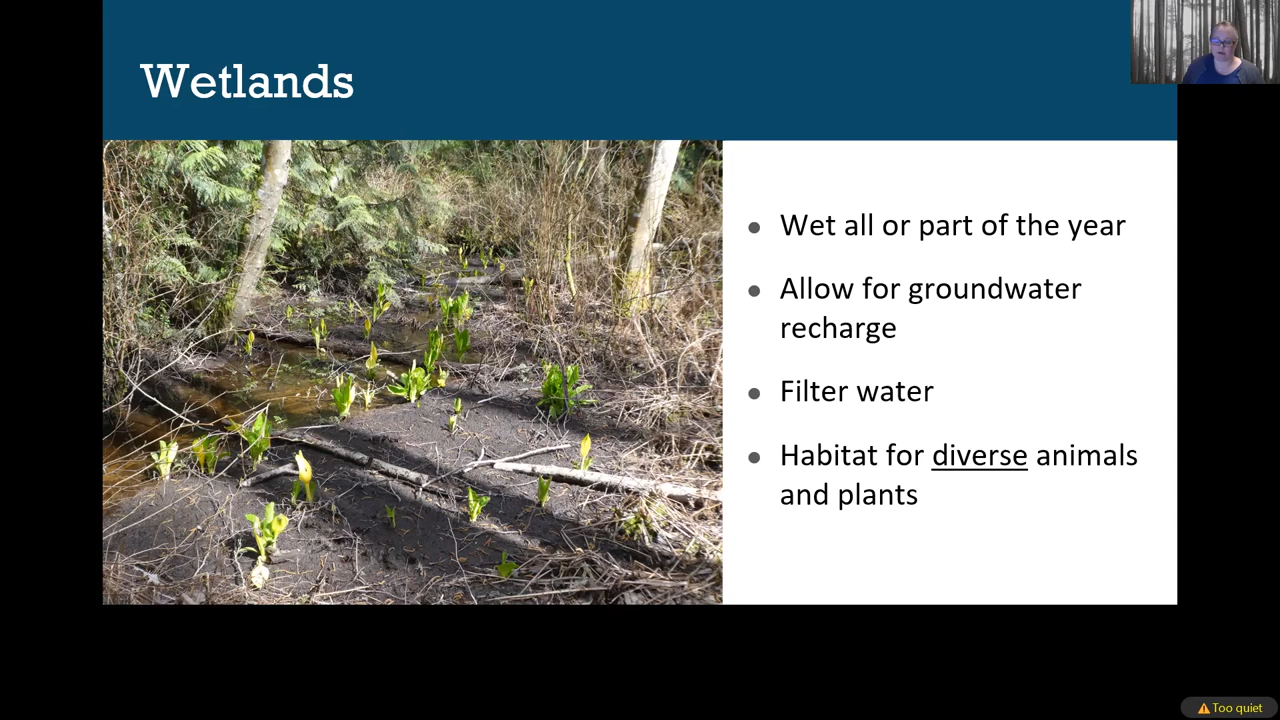 Wetlands
● Wet all or part of the year
● Allow for groundwater
recharge
● Filter water
● Habitat for diverse animals
and plants
Too quiet